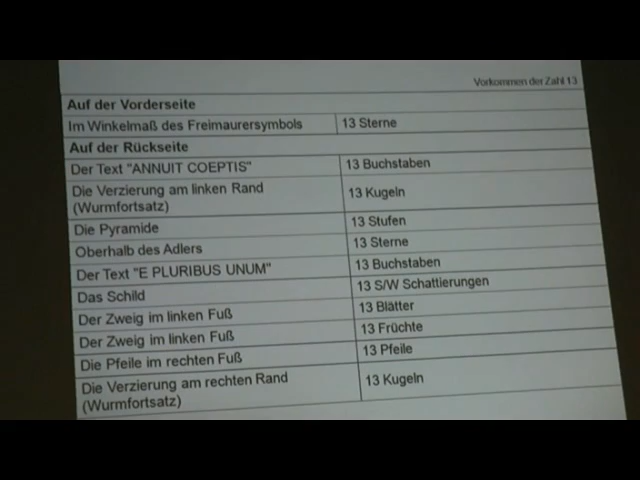 Vorkommen der Zahl 13
Auf der Vorderseite
Im Winkelmaß des Freimaurersymbols 13 Sterne
Auf der Rückseite
Der Text "ANNUIT COEPTIS" 13 Buchstaben
Die Verzierung am linken Rand
(Wurmfortsatz) 13 Kugeln
Die Pyramide 13 Stufen
Oberhalb des Adlers 13 Sterne
Der Text "E PLURIBUS UNUM" 13 Buchstaben
Das Schild 13 S/W Schattierungen
Der Zweig im linken Fuß 13 Blätter
Der Zweig im linken Fuß 13 Früchte
Die Pfeile im rechten Fuß 13 Pfeile
Die Verzierung am rechten Rand
(Wurmfortsatz) 13 Kugeln